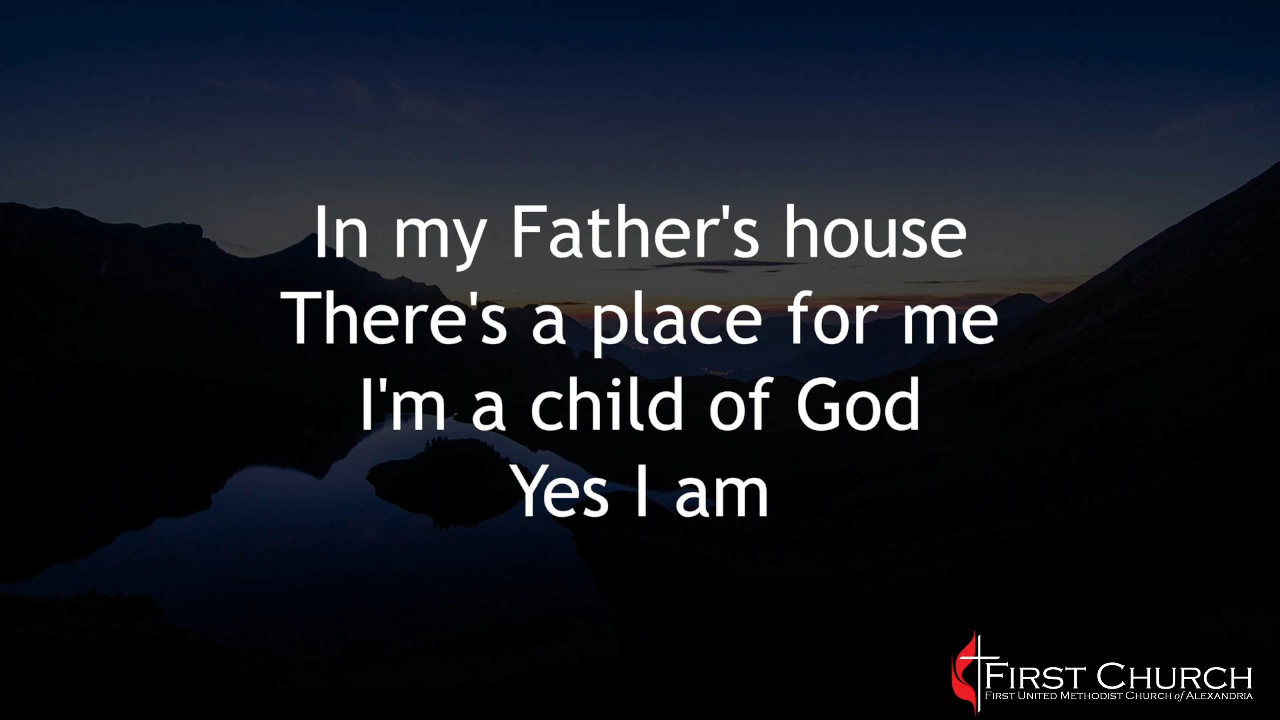 In my Father's house
There's a place for me
I'm a child of God
Yes I am
FIRST CHURCH
FIRST UNITED METHODIST CHURCH of ALEXANDRIA